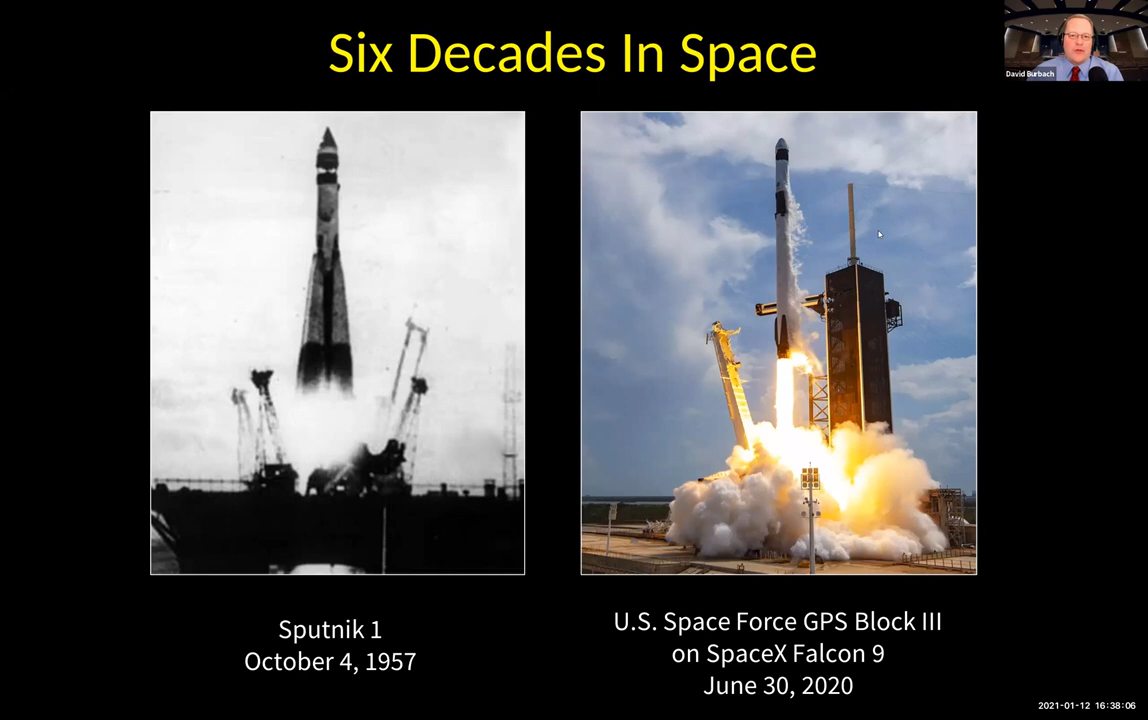 Six Decades In Space
David Burbach
Sputnik 1
October 4, 1957
U.S. Space Force GPS Block III
on SpaceX Falcon 9
June 30, 2020
2021-01-12 16:38:06